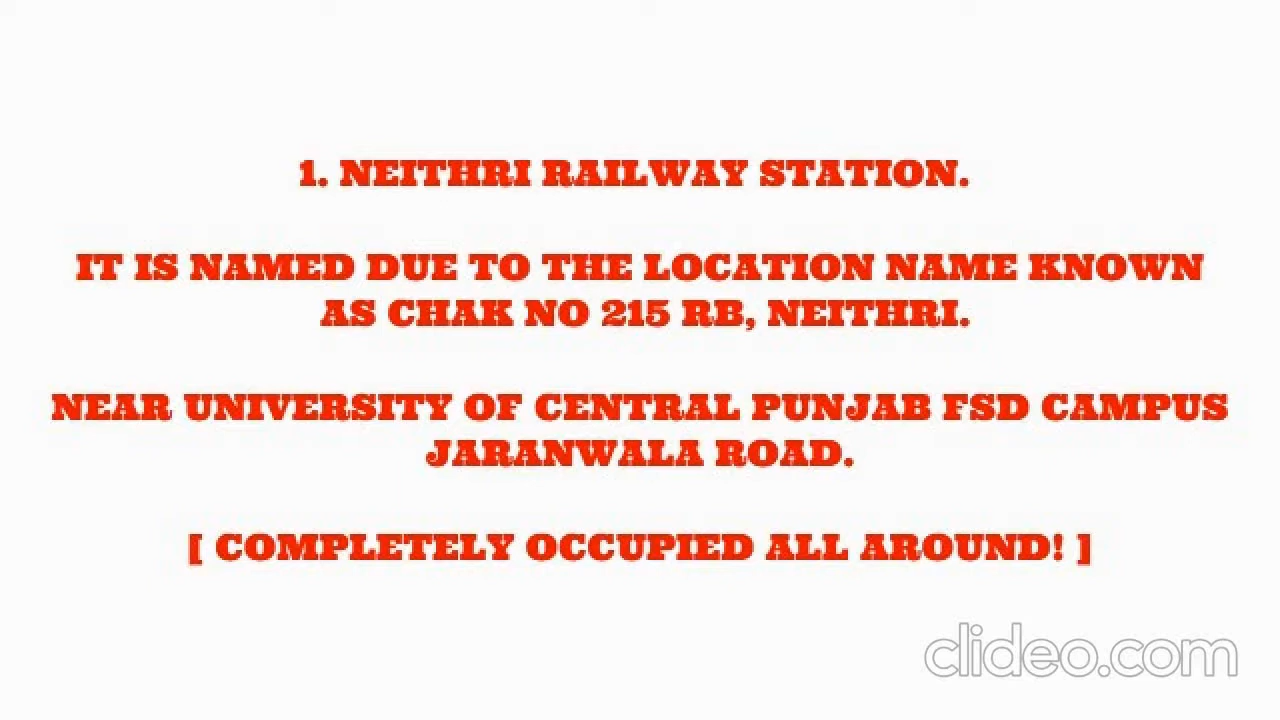 1. NEITHRI RAILWAY STATION.
IT IS NAMED DUE TO THE LOCATION NAME KNOWN
AS CHAK NO 215 RB, NEITHRI.
NEAR UNIVERSITY OF CENTRAL PUNJAB FSD CAMPUS
JARANWALA ROAD.
[ COMPLETELY OCCUPIED ALL AROUND! ]
clideo.com